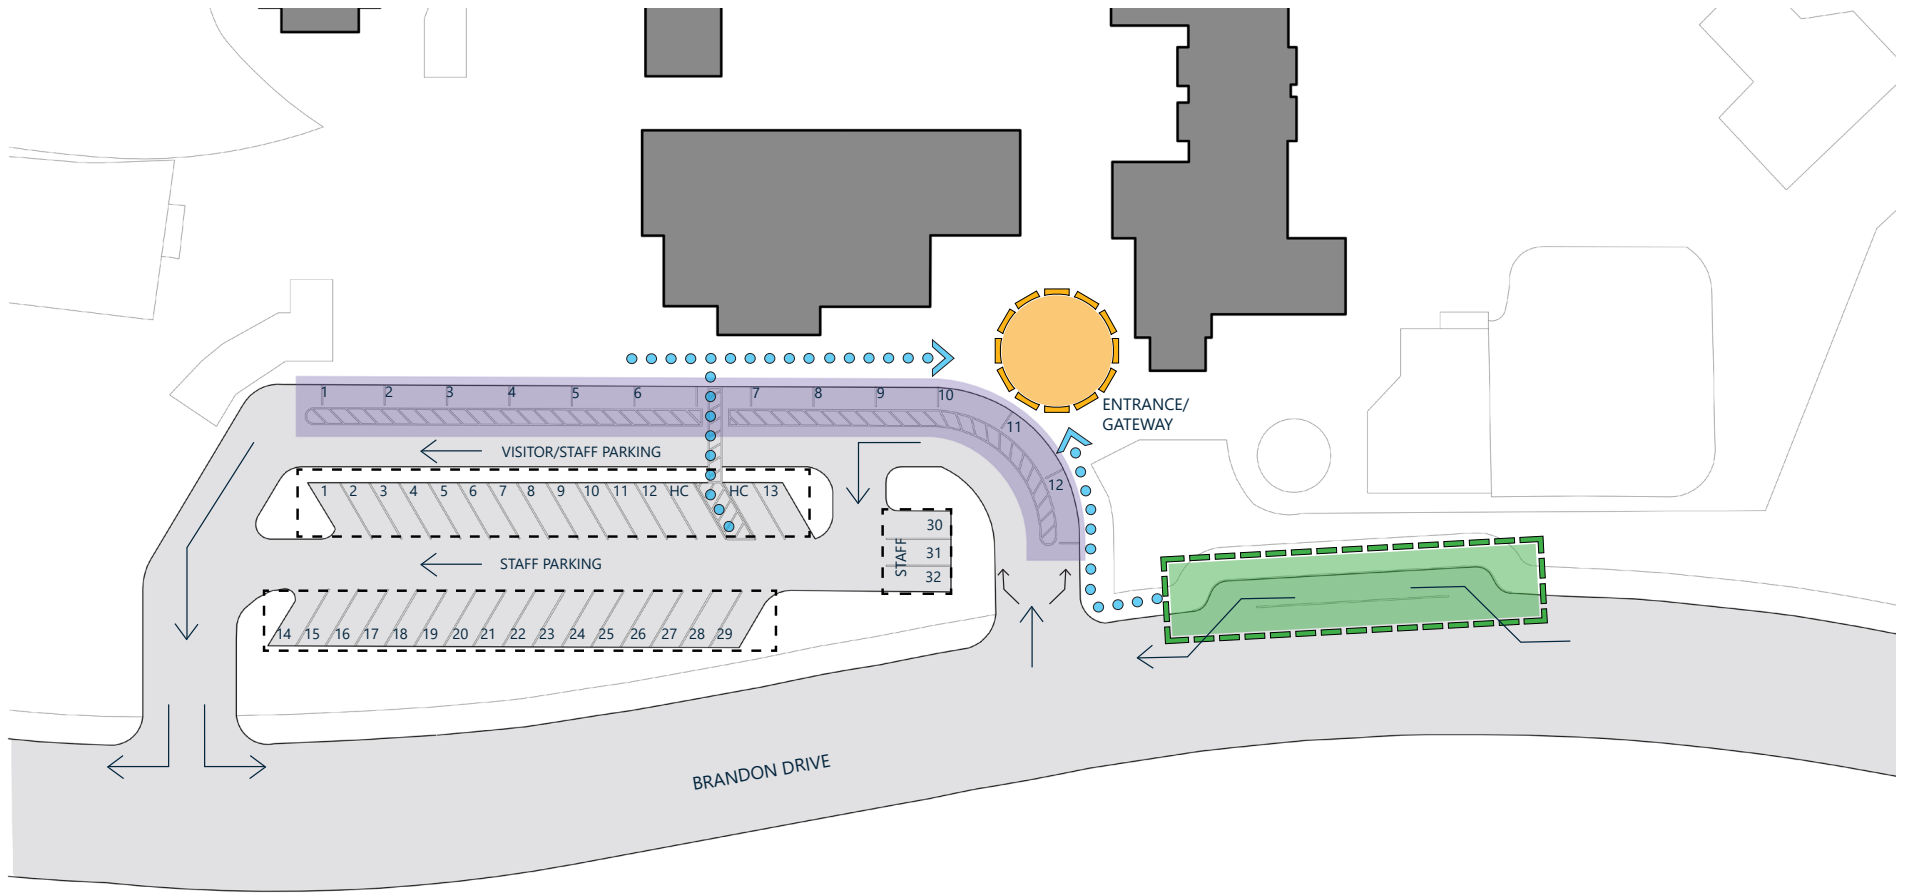 ENTRANCE/
GATEWAY
1 2 3 4 5 6 7 8 9 10
11
12
VISITOR/STAFF PARKING
1 2 3 4 5 6 7 8 9 10 11 12 HC HC 13
STAFF
30
31
32
STAFF PARKING
14 15 16 17 18 19 20 21 22 23 24 25 26 27 28 29
BRANDON DRIVE